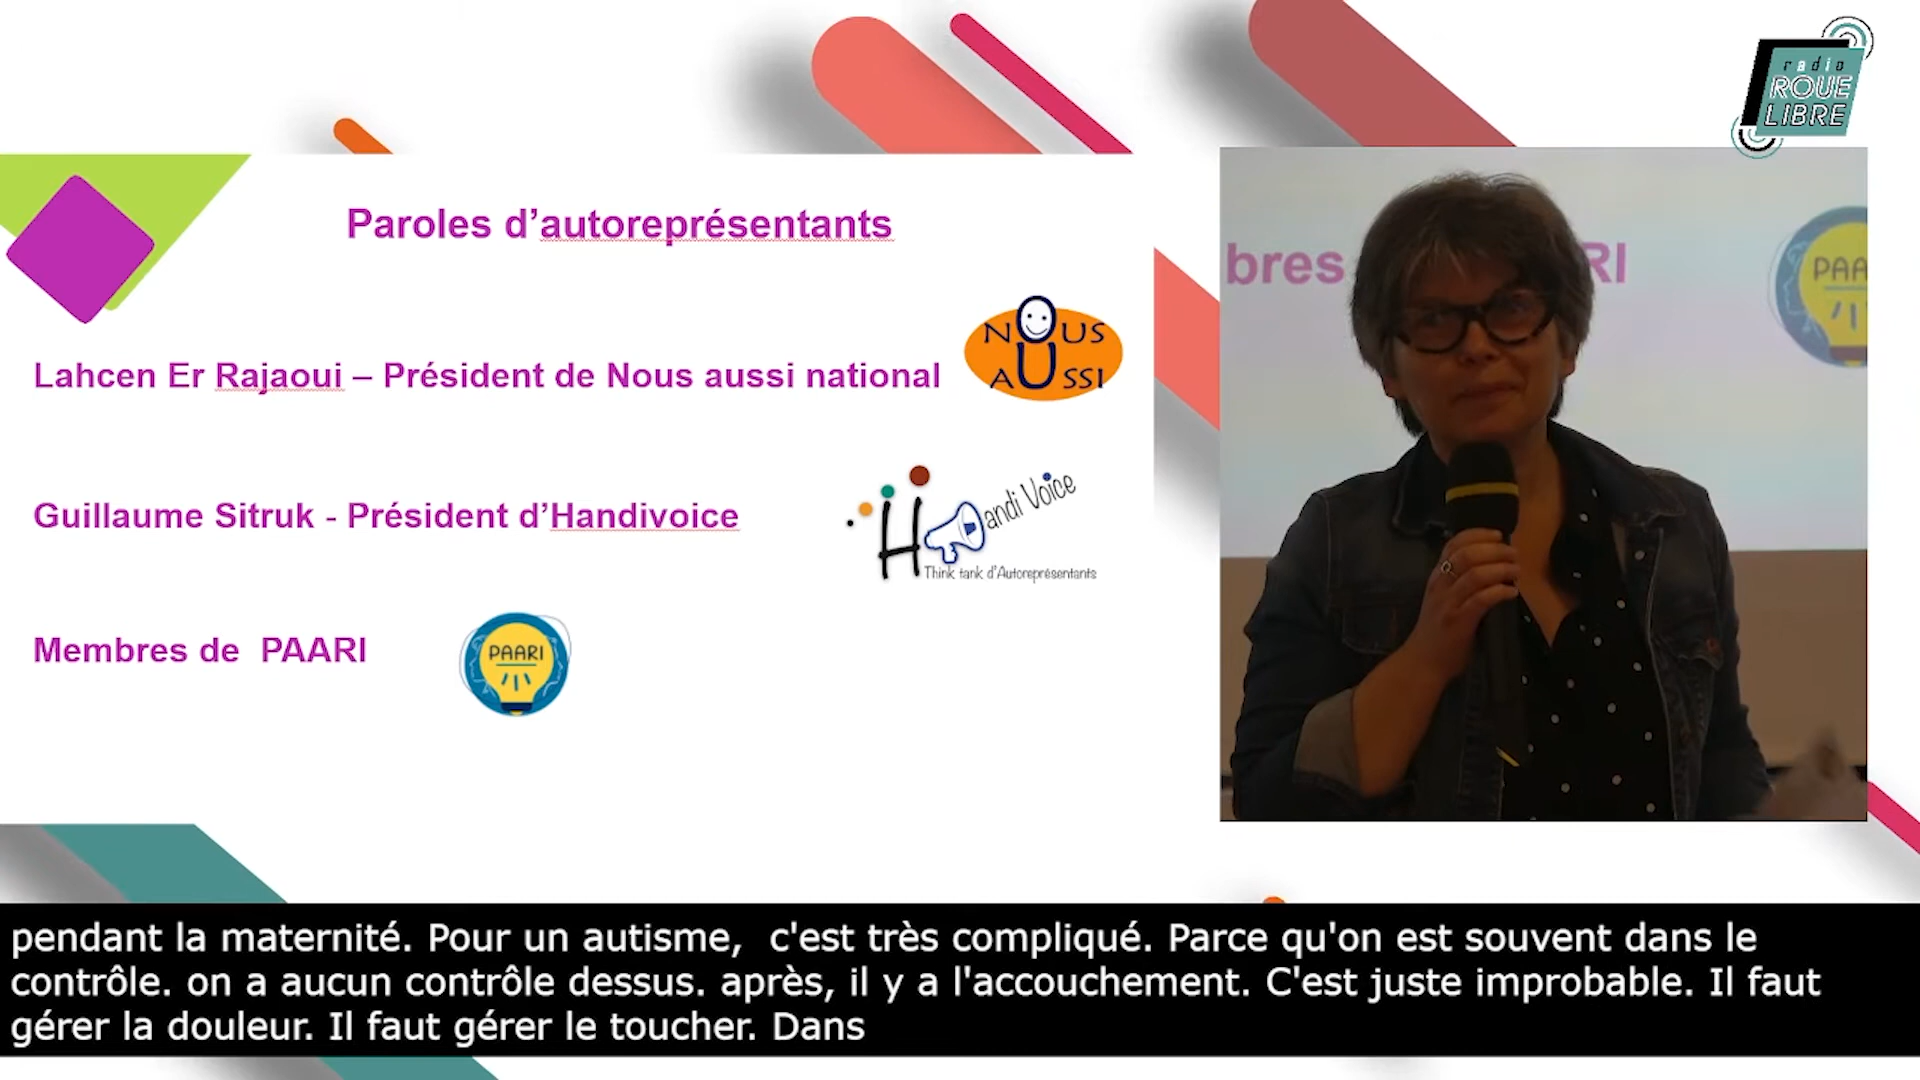 radio
ROUE
LIBRE
Paroles d’autoreprésentants
NOUS
AUSSI
Lahcen Er Rajaoui – Président de Nous aussi national
Handi Voice
Think tank d'Autoreprésentants
Guillaume Sitruk - Président d’Handivoice
Membres de PAARI
PAARI
bres
RI
PAA
pendant la maternité. Pour un autisme, c'est très compliqué. Parce qu'on est souvent dans le
contrôle. on a aucun contrôle dessus. après, il y a l'accouchement. C'est juste improbable. Il faut
gérer la douleur. Il faut gérer le toucher. Dans